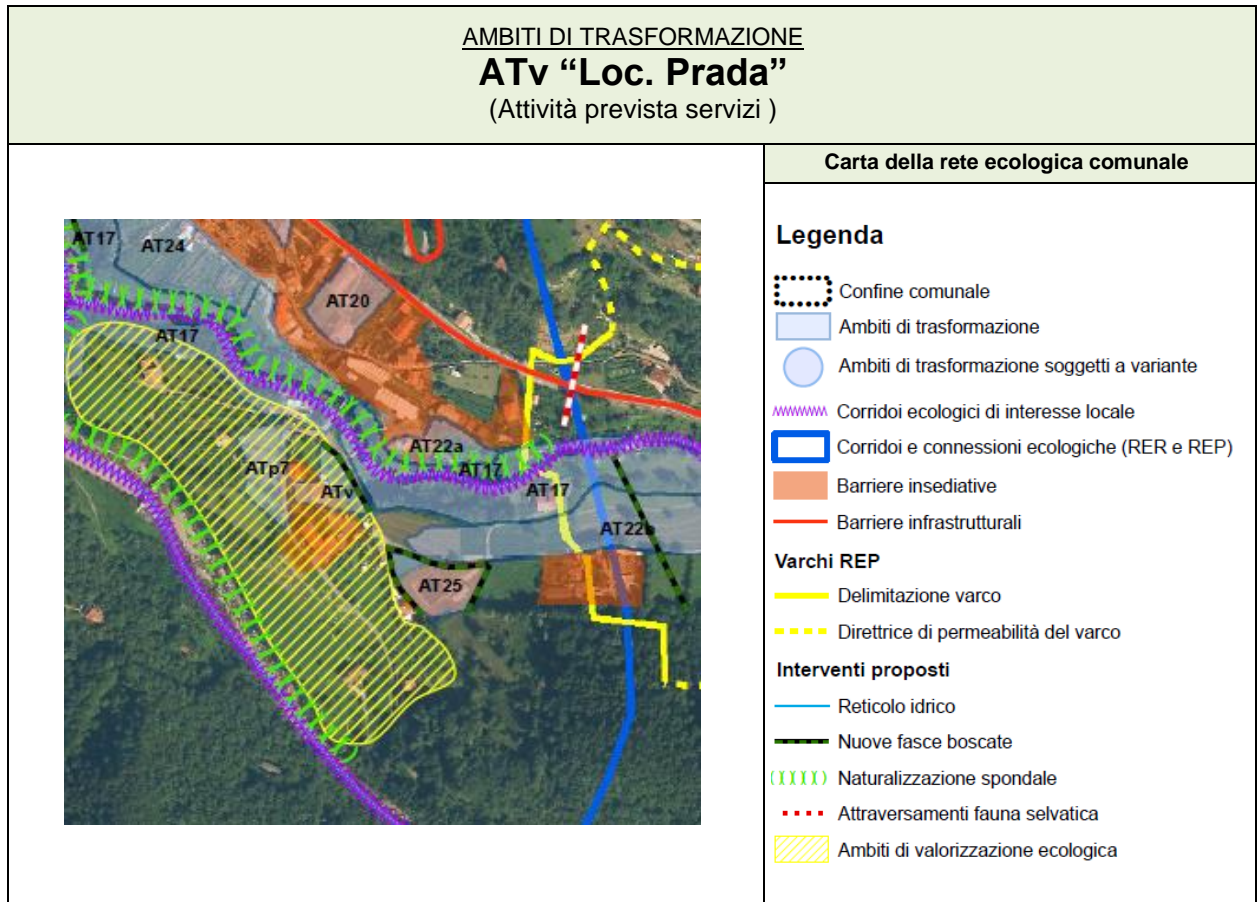 AMBITI DI TRASFORMAZIONE
ATv “Loc. Prada”
(Attività prevista servizi )
Carta della rete ecologica comunale
AT17
AT24
AT20
AT17
AT22a
AT17
AT17
ATp7
ATv
AT22b
AT25
Legenda
Confine comunale
Ambiti di trasformazione
Ambiti di trasformazione soggetti a variante
Corridoi ecologici di interesse locale
Corridoi e connessioni ecologiche (RER e REP)
Barriere insediative
Barriere infrastrutturali
Varchi REP
Delimitazione varco
Direttrice di permeabilità del varco
Interventi proposti
Reticolo idrico
Nuove fasce boscate
Naturalizzazione spondale
Attraversamenti fauna selvatica
Ambiti di valorizzazione ecologica